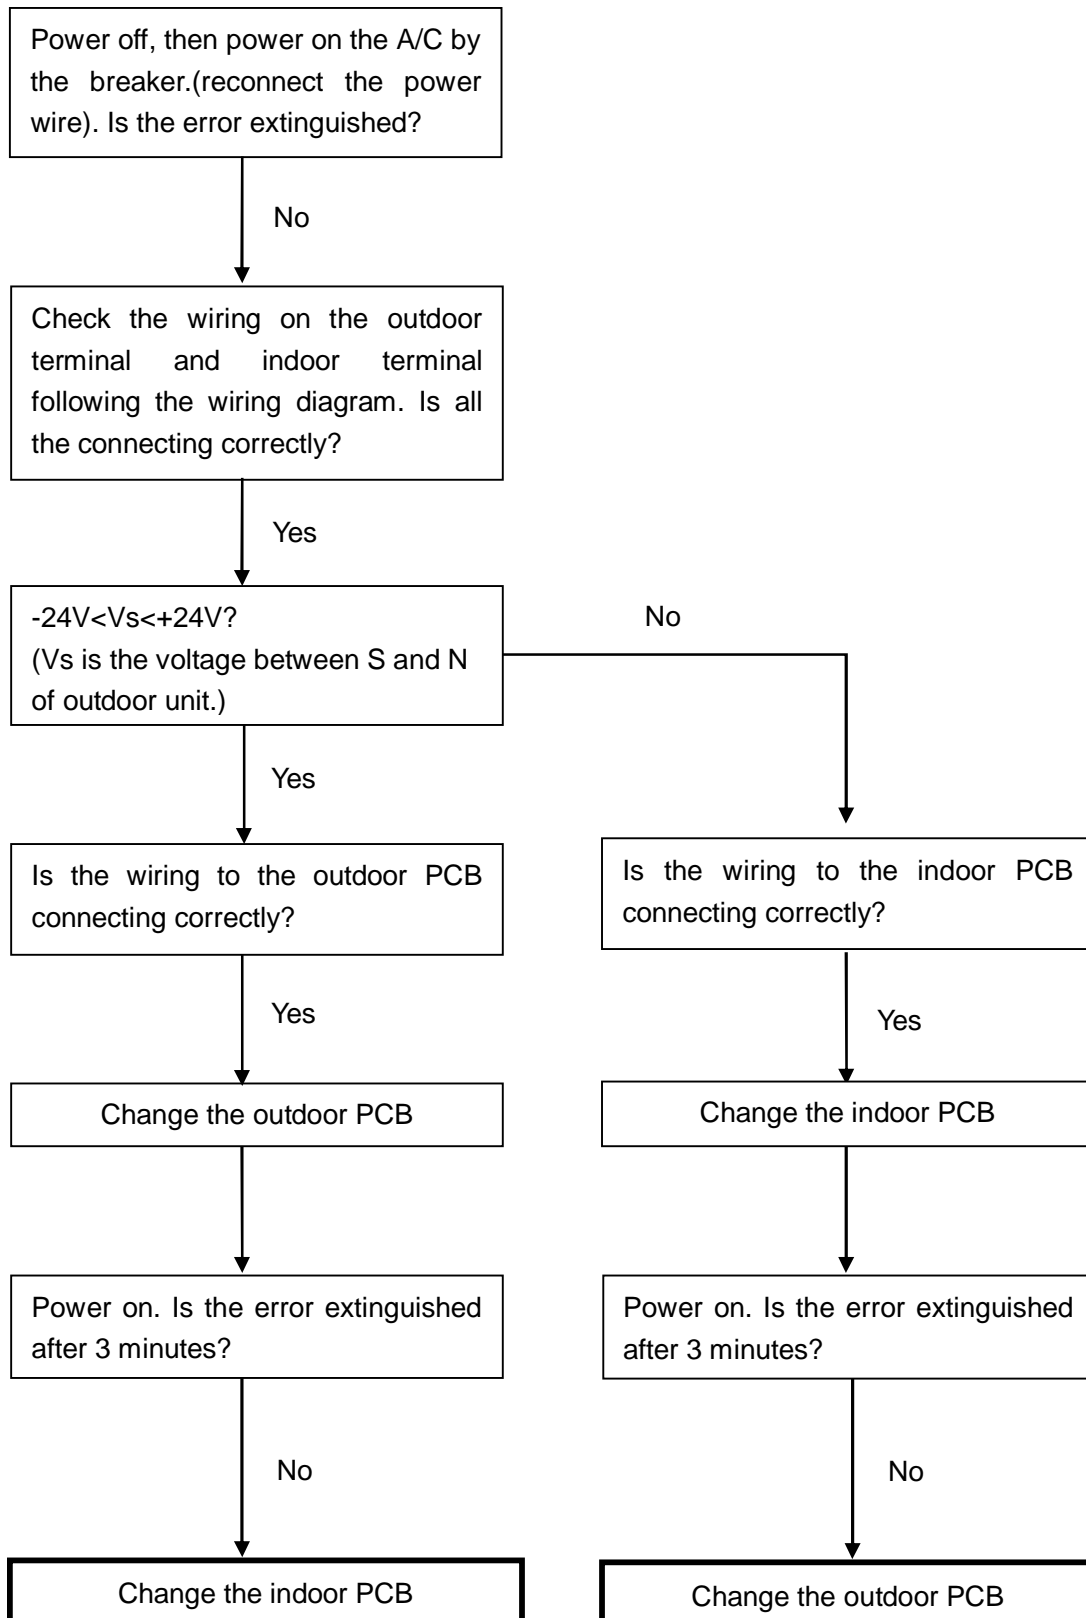 Power off, then power on the A/C by
the breaker.(reconnect the power
wire). Is the error extinguished?
No
Check the wiring on the outdoor
terminal and indoor terminal
following the wiring diagram. Is all
the connecting correctly?
Yes
-24V<Vs<+24V?
(Vs is the voltage between S and N
of outdoor unit.)
No
Yes
Is the wiring to the outdoor PCB
connecting correctly?
Is the wiring to the indoor PCB
connecting correctly?
Yes
Yes
Change the outdoor PCB
Change the indoor PCB
Power on. Is the error extinguished
after 3 minutes?
Power on. Is the error extinguished
after 3 minutes?
No
No
Change the indoor PCB
Change the outdoor PCB